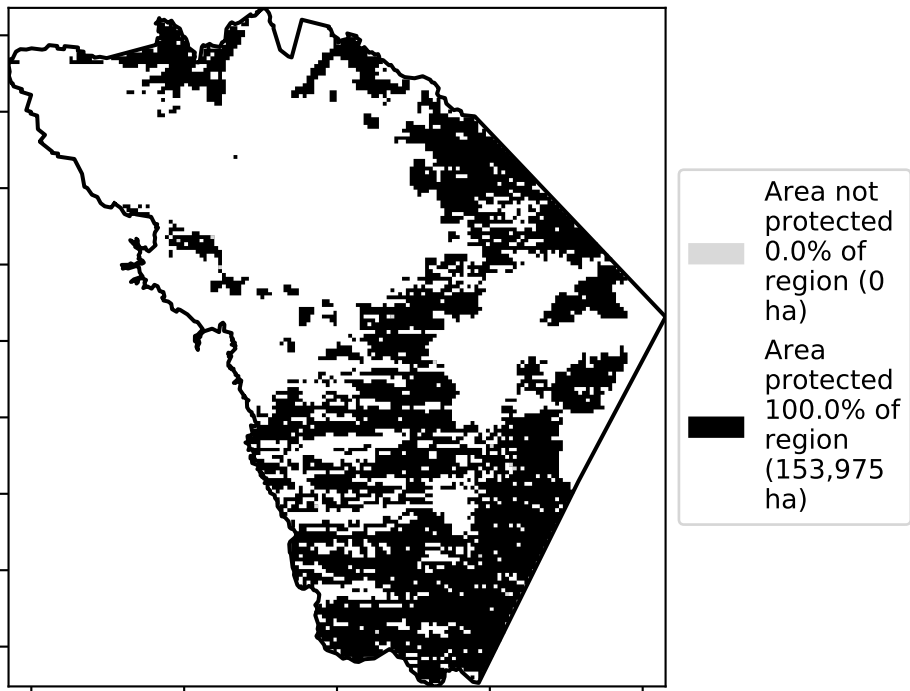 Area not
protected
0.0% of
region (0
ha)
Area
protected
100.0% of
region
(153,975
ha)